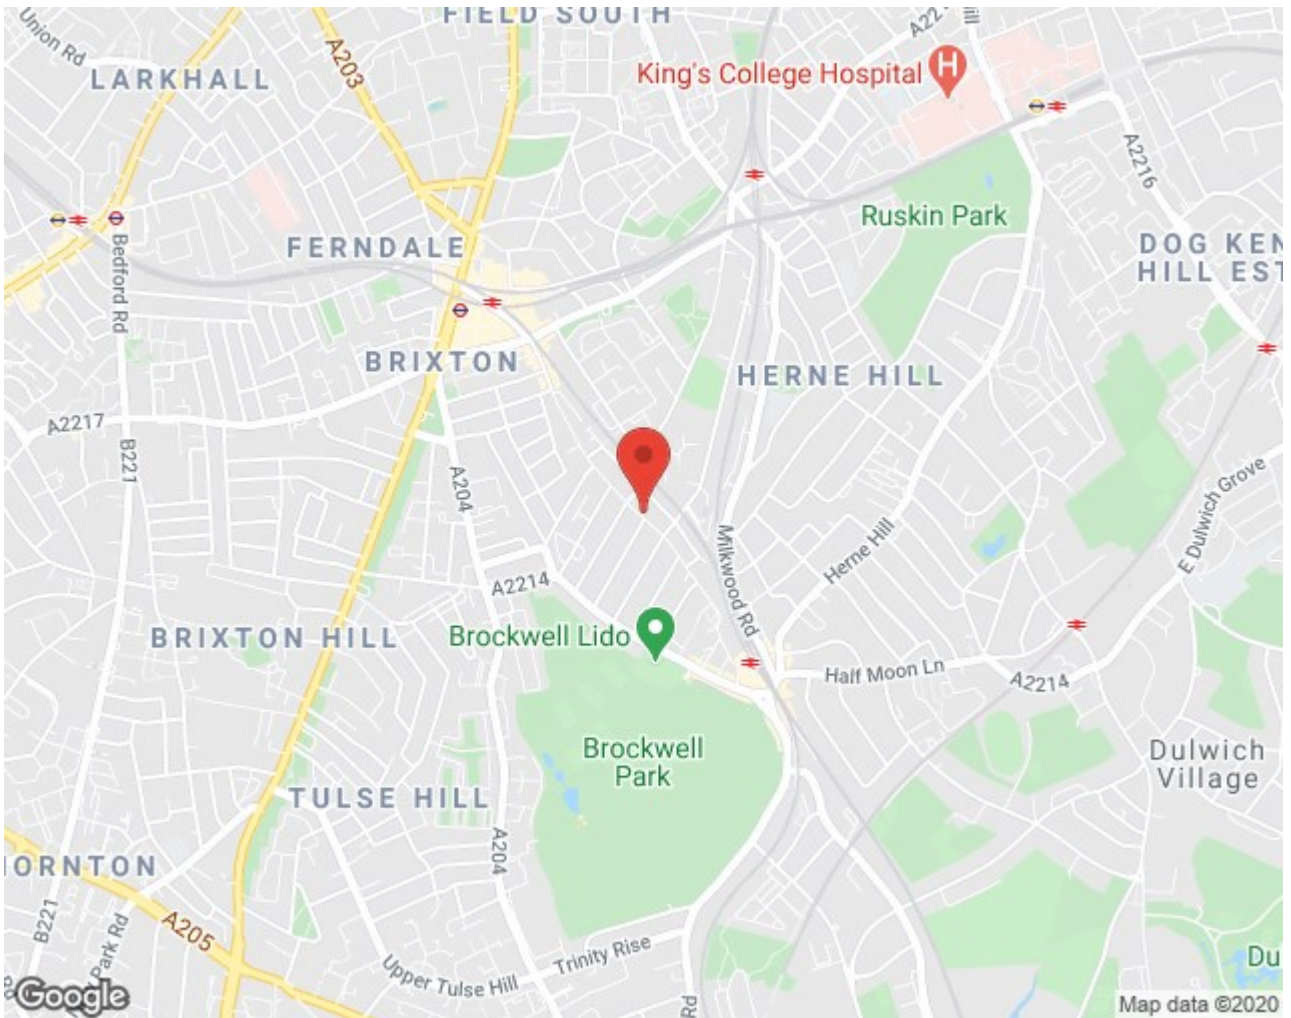 FIELD SOUTH
Union Rd
LARKHALL
A203
King's College Hospital
H
A2216
Ruskin Park
DOG KEN
HILL EST
Bedford Rd
FERNDALE
BRIXTON
HERNE HILL
A2217
B221
A204
Milkwood Rd
Herne Hill
E Dulwich Grove
A2214
Brockwell Lido
BRIXTON HILL
Half Moon Ln
A2214
Brockwell
Park
Dulwich
Village
TULSE HILL
A204
ORNTON
B221
Park Rd
A205
Upper Tulse Hill
Trinity Rise
Du
Google
Map data ©2020